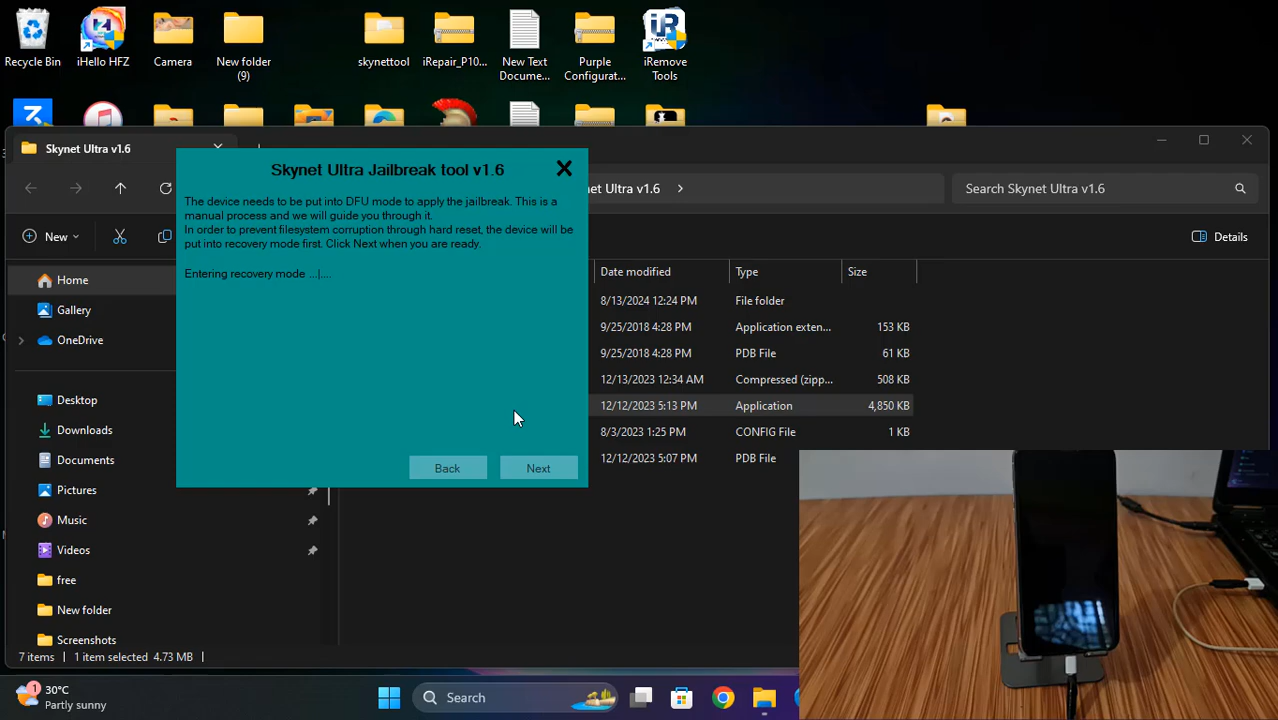 Recycle Bin
iHello HFZ
Camera
New folder
(9)
skynettool
iRepair_P10...
New Text
Docume...
Purple
Configurat...
iR
iRemove
Tools
Skynet Ultra v1.6
Skynet Ultra Jailbreak tool v1.6
The device needs to be put into DFU mode to apply the jailbreak. This is a
manual process and we will guide you through it.
In order to prevent filesystem corruption through hard reset, the device will be
put into recovery mode first. Click Next when you are ready.
Entering recovery mode ...|....
Back
Next
et Ultra v1.6
Search Skynet Ultra v1.6
New
Details
Home
Gallery
OneDrive
Desktop
Downloads
Documents
Pictures
Music
Videos
free
New folder
Screenshots
Date modified Type Size
8/13/2024 12:24 PM File folder
9/25/2018 4:28 PM Application exten... 153 KB
9/25/2018 4:28 PM PDB File 61 KB
12/13/2023 12:34 AM Compressed (zipp... 508 KB
12/12/2023 5:13 PM Application 4,850 KB
8/3/2023 1:25 PM CONFIG File 1 KB
12/12/2023 5:07 PM PDB File
7 items 1 item selected 4.73 MB
1
30°C
Partly sunny
Search